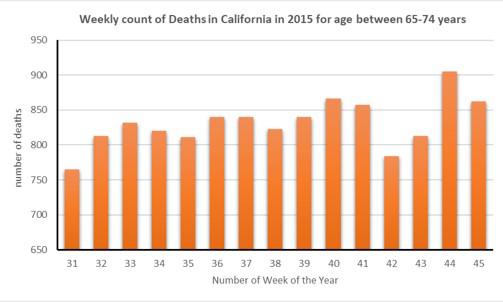 Weekly count of Deaths in California in 2015 for age between 65-74 years
950
900
850
800
750
700
650
number of deaths
31 32 33 34 35 36 37 38 39 40 41 42 43 44 45
Number of Week of the Year